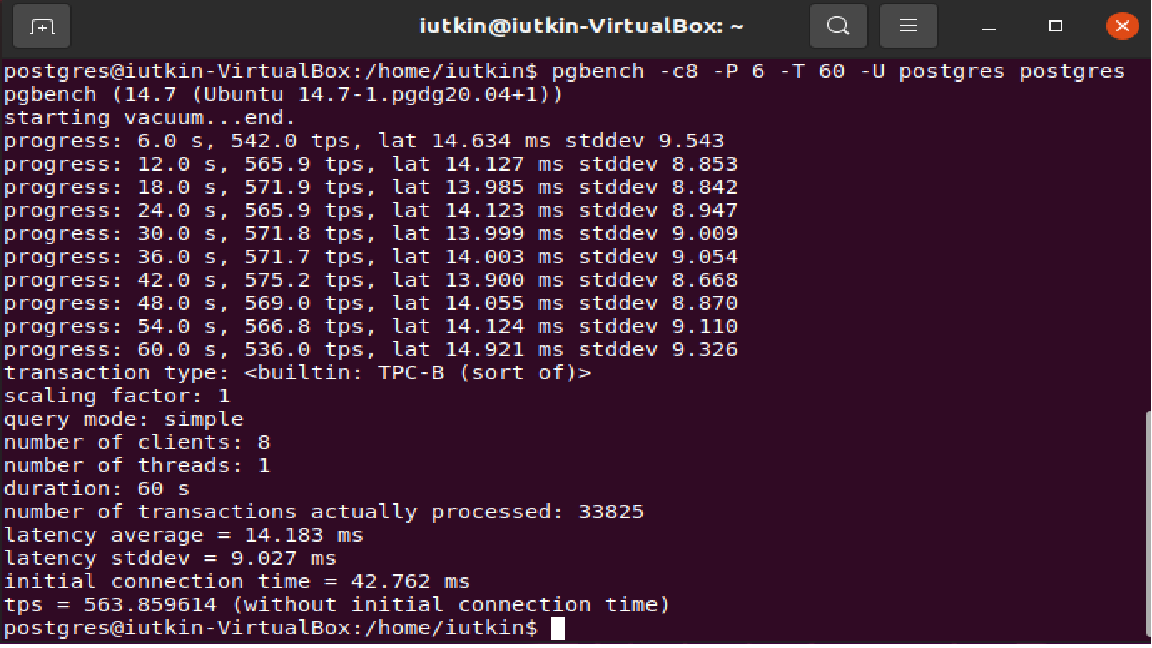 iutkin@iutkin-VirtualBox: ~
postgres@iutkin-VirtualBox:/home/iutkin$ pgbench -c8 -P 6 -T 60 -U postgres postgres
pgbench (14.7 (Ubuntu 14.7-1.pgdg20.04+1))
starting vacuum...end.
progress: 6.0 s, 542.0 tps, lat 14.634 ms stddev 9.543
progress: 12.0 s, 565.9 tps, lat 14.127 ms stddev 8.853
progress: 18.0 s, 571.9 tps, lat 13.985 ms stddev 8.842
progress: 24.0 s, 565.9 tps, lat 14.123 ms stddev 8.947
progress: 30.0 s, 571.8 tps, lat 13.999 ms stddev 9.009
progress: 36.0 s, 571.7 tps, lat 14.003 ms stddev 9.054
progress: 42.0 s, 575.2 tps, lat 13.900 ms stddev 8.668
progress: 48.0 s, 569.0 tps, lat 14.055 ms stddev 8.870
progress: 54.0 s, 566.8 tps, lat 14.124 ms stddev 9.110
progress: 60.0 s, 536.0 tps, lat 14.921 ms stddev 9.326
transaction type: <builtin: TPC-B (sort of)>
scaling factor: 1
query mode: simple
number of clients: 8
number of threads: 1
duration: 60 s
number of transactions actually processed: 33825
latency average = 14.183 ms
latency stddev = 9.027 ms
initial connection time = 42.762 ms
tps = 563.859614 (without initial connection time)
postgres@iutkin-VirtualBox:/home/iutkin$